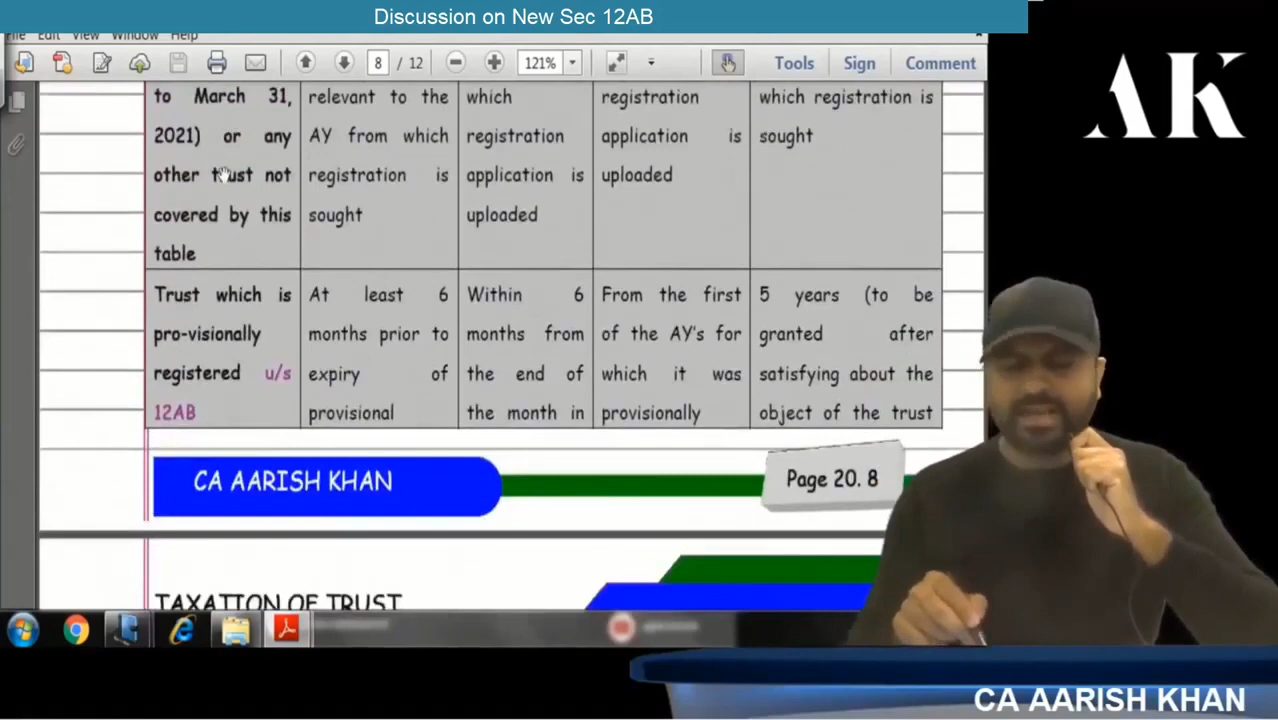 Discussion on New Sec 12AB
File Edit View Window Help
8 / 12
121%
Tools Sign Comment
AK
to March 31,
2021) or any
other trust not
covered by this
table
relevant to the
AY from which
registration is
sought
which
registration
application is
uploaded
registration
application is
uploaded
which registration is
sought
Trust which is
pro-visionally
registered u/s
12AB
At least 6
months prior to
expiry of
provisional
Within 6
months from
the end of
the month in
From the first
of the AY's for
which it was
provisionally
5 years (to be
granted after
satisfying about the
object of the trust
CA AARISH KHAN
Page 20. 8
TAXATION OF TRUST
CA AARISH KHAN